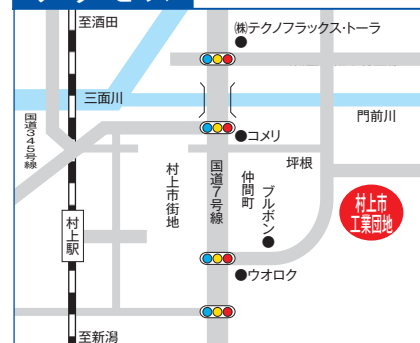 至酒田
㈱テクノフラックス・トーラ
三面川
門前川
国道345号線
コメリ
坪根
村上市街地
国道7号線
仲間町
ブルボン
村上市
工業団地
村上駅
ウオロク
至新潟